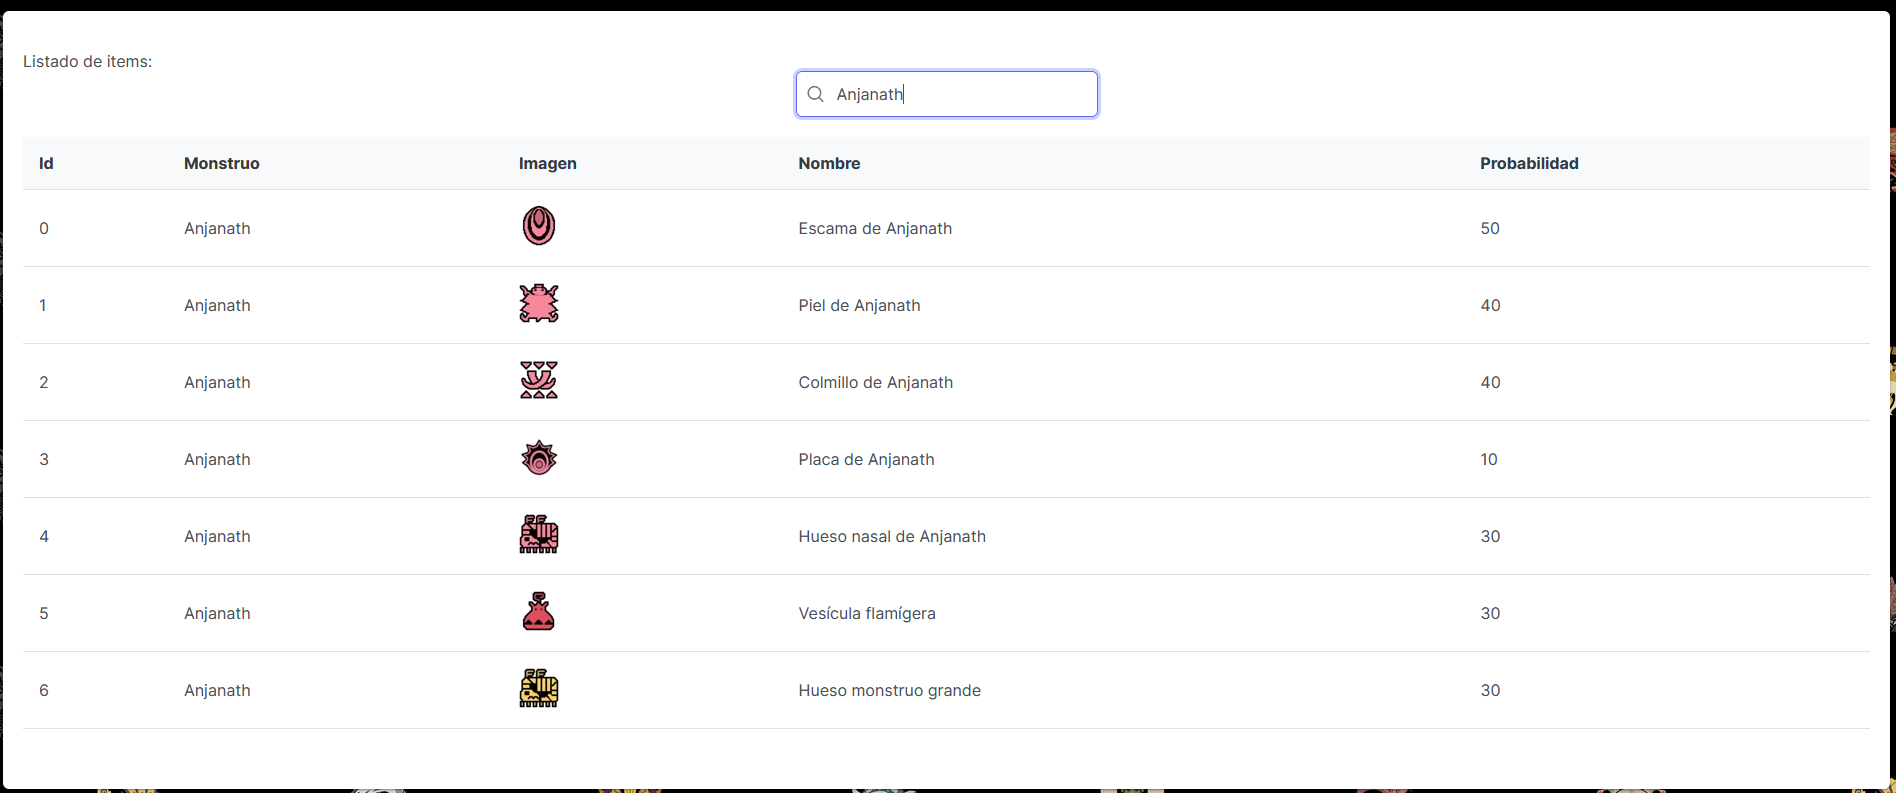 Listado de items:
Anjanath
Id Monstruo Imagen Nombre Probabilidad
0 Anjanath Escama de Anjanath 50
1 Anjanath Piel de Anjanath 40
2 Anjanath Colmillo de Anjanath 40
3 Anjanath Placa de Anjanath 10
4 Anjanath Hueso nasal de Anjanath 30
5 Anjanath Vesícula flamígera 30
6 Anjanath Hueso monstruo grande 30